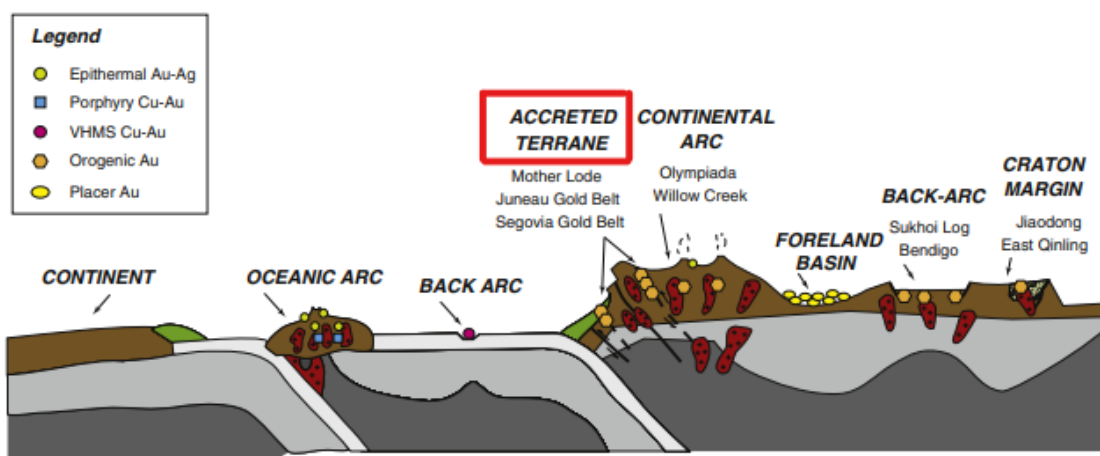 Legend
Epithermal Au-Ag
Porphyry Cu-Au
VHMS Cu-Au
Orogenic Au
Placer Au
CONTINENT
OCEANIC ARC
BACK ARC
ACCRETED
TERRANE
Mother Lode
Juneau Gold Belt
Segovia Gold Belt
CONTINENTAL
ARC
Olympiada
Willow Creek
FORELAND
BASIN
BACK-ARC
Sukhoi Log
Bendigo
CRATON
MARGIN
Jiaodong
East Qinling